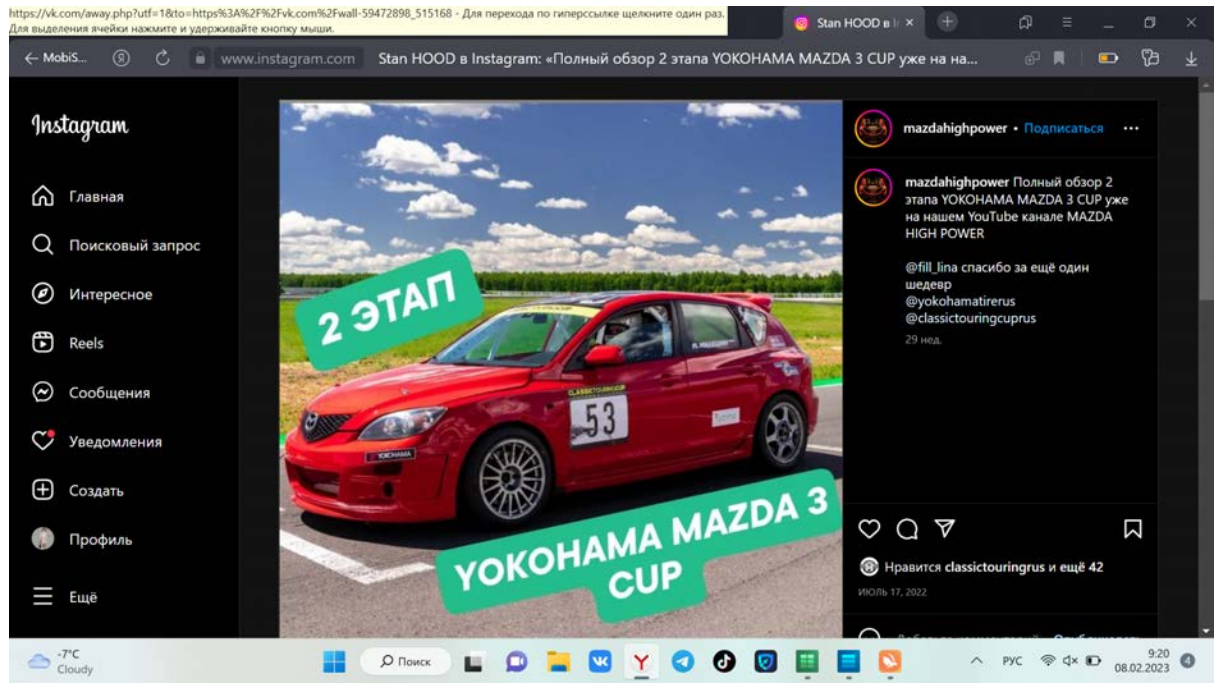 https://vk.com/away.php?utf=1&to=https%3A%2F%2Fvk.com%2Fwall-59472898_515168 - Для перехода по гиперссылке щелкните один раз.
Для выделения ячейки нажмите и удерживайте кнопку мыши.
Stan HOOD в
MobiS...
www.instagram.com
Stan HOOD в Instagram: «Полный обзор 2 этапа YOKOHAMA MAZDA 3 CUP уже на на...
Instagram
Главная
Поисковый запрос
Интересное
Reels
Сообщения
Уведомления
Создать
Профиль
Ещё
2 ЭТАП
CLASSICTOURINGCUP
53
YOKOHAMA
YOKOHAMA MAZDA 3
CUP
mazdahighpower • Подписаться
mazdahighpower Полный обзор 2
этапа YOKOHAMA MAZDA 3 CUP уже
на нашем YouTube канале MAZDA
HIGH POWER
@fill_lina спасибо за ещё один
шедевр
@yokohamatirerus
@classictouringcuprus
29 нед.
Нравится classictouringrus и ещё 42
ИЮЛЬ 17, 2022
-7°C
Cloudy
Поиск
РУС
9:20
08.02.2023
4